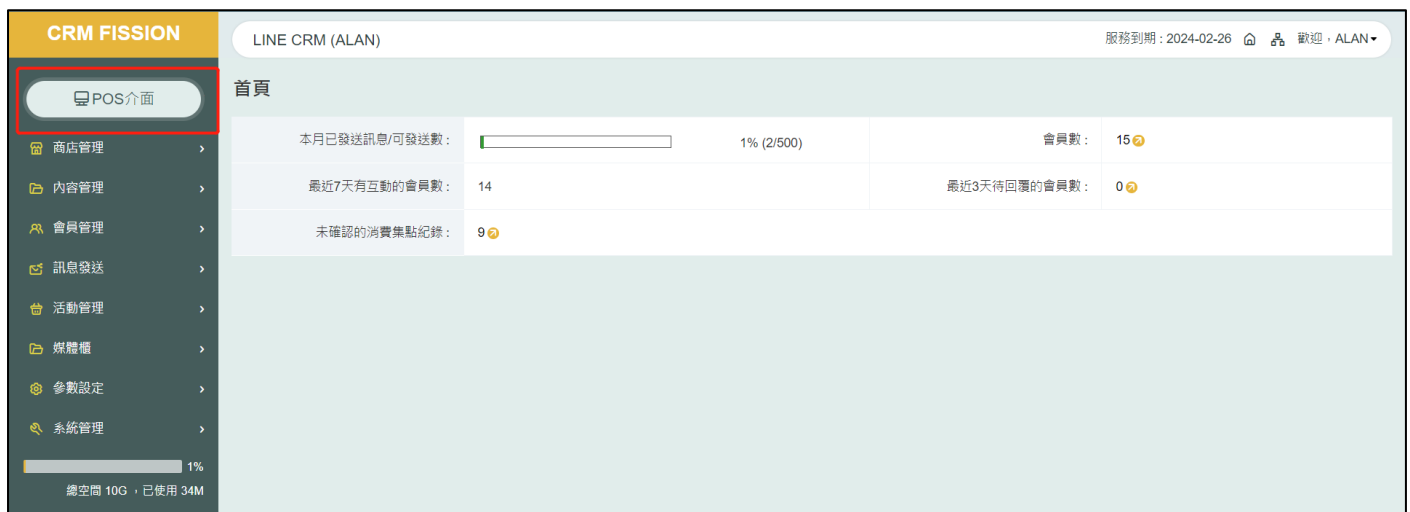 CRM FISSION
LINE CRM (ALAN)
服務到期 : 2024-02-26 歡迎，ALAN
POS介面
首頁
本月已發送訊息/可發送數 : 1% (2/500) 會員數 : 15
最近7天有互動的會員數 : 14 最近3天待回覆的會員數 : 0
未確認的消費集點紀錄 : 9
商店管理
內容管理
會員管理
訊息發送
活動管理
媒體櫃
參數設定
系統管理
1%
總空間 10G ，已使用 34M